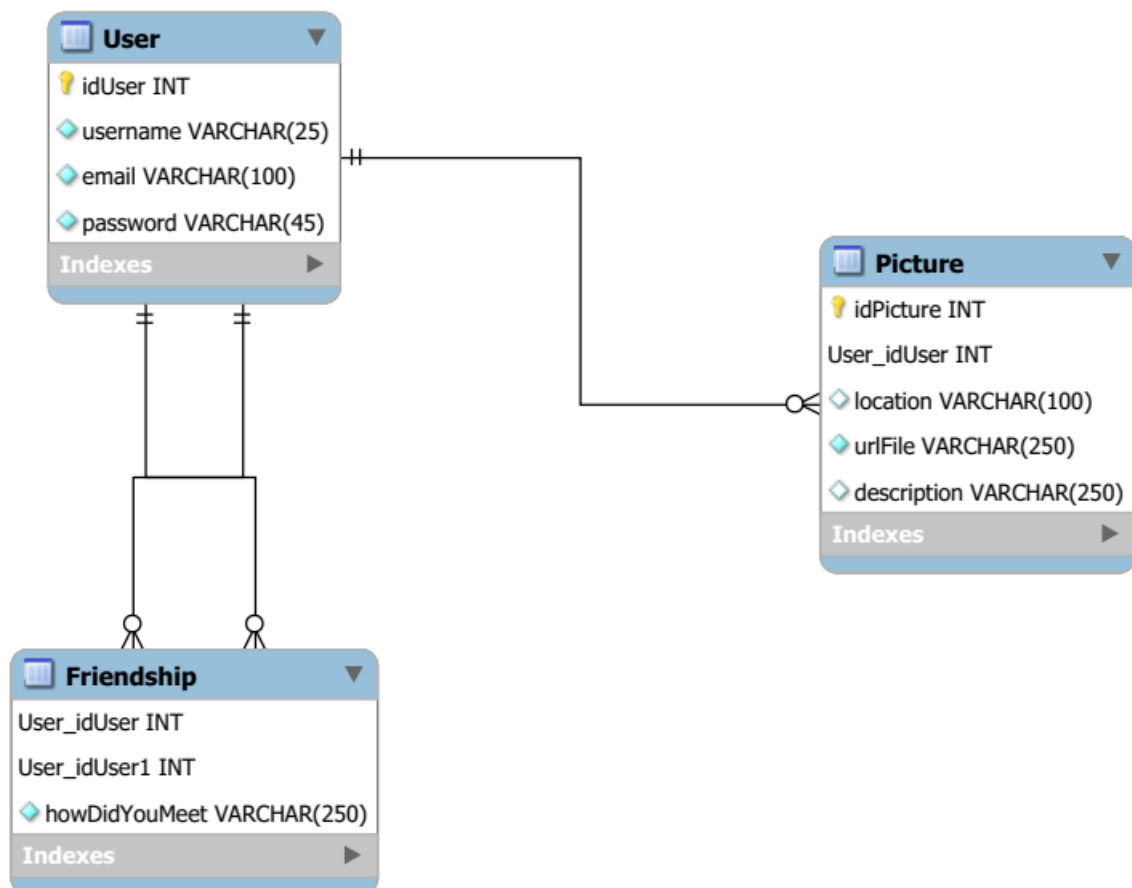 User
idUser INT
username VARCHAR(25)
email VARCHAR(100)
password VARCHAR(45)
Indexes
Picture
idPicture INT
User_idUser INT
location VARCHAR(100)
urlFile VARCHAR(250)
description VARCHAR(250)
Indexes
Friendship
User_idUser INT
User_idUser1 INT
howDidYouMeet VARCHAR(250)
Indexes